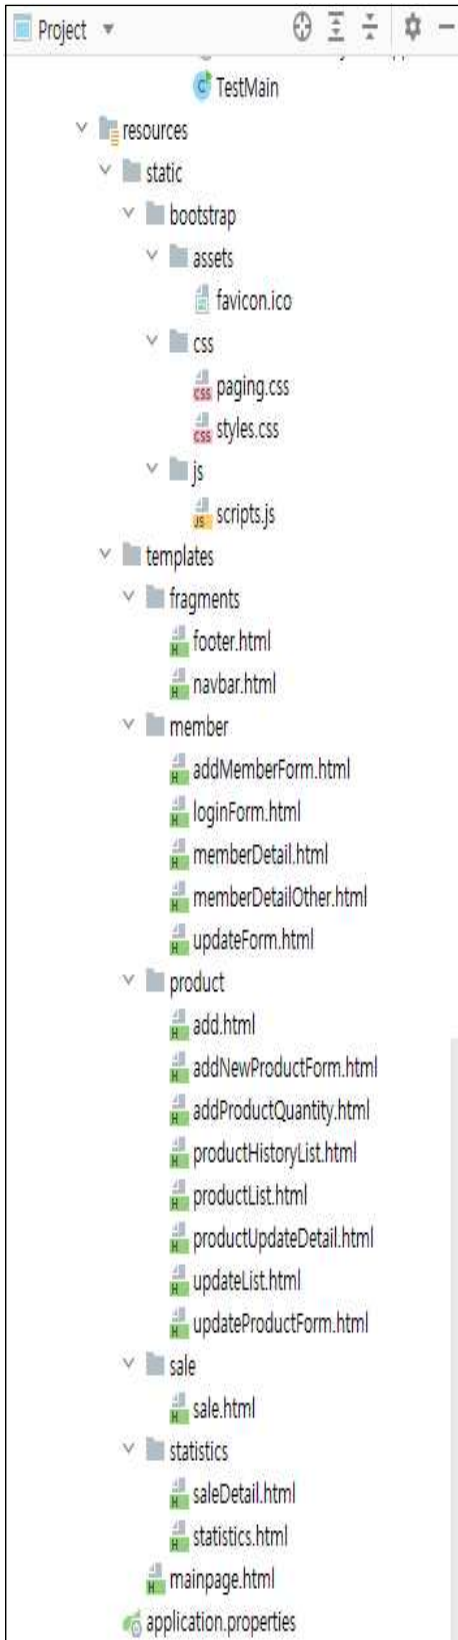 Project
TestMain
resources
static
bootstrap
assets
favicon.ico
css
paging.css
styles.css
js
scripts.js
templates
fragments
footer.html
navbar.html
member
addMemberForm.html
loginForm.html
memberDetail.html
memberDetailOther.html
updateForm.html
product
add.html
addNewProductForm.html
addProductQuantity.html
productHistoryList.html
productList.html
productUpdateDetail.html
updateList.html
updateProductForm.html
sale
sale.html
statistics
saleDetail.html
statistics.html
mainpage.html
application.properties